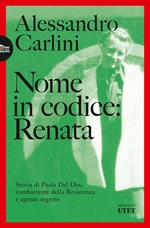 Alessandro
Carlini
Nome
in codice:
Renata
Storia di Paola Del Din,
combattente della Resistenza
e agente segreto
UTET